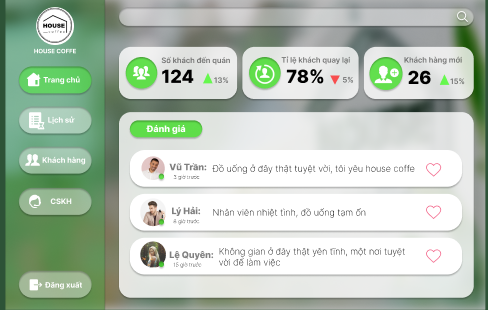 HOUSE
coffee
HOUSE COFFE
Trang chủ
Lịch sử
Khách hàng
CSKH
Đăng xuất
Số khách đến quán
124
13%
Tỉ lệ khách quay lại
78%
5%
Khách hàng mới
26
15%
Đánh giá
Vũ Trần:
3 giờ trước
Đồ uống ở đây thật tuyệt vời, tôi yêu house coffe
Lý Hải:
8 giờ trước
Nhân viên nhiệt tình, đồ uống tạm ổn
Lệ Quyên:
15 giờ trước
Không gian ở đây thật yên tĩnh, một nơi tuyệt
vời để làm việc